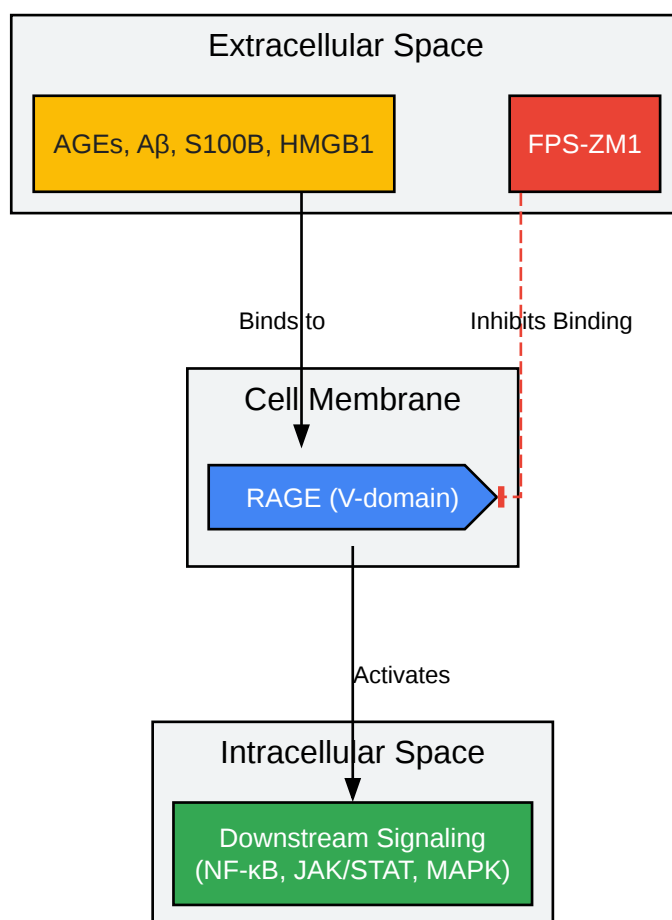 Extracellular Space
AGEs, Aβ, S100B, HMGB1
FPS-ZM1
Binds to
Inhibits Binding
Cell Membrane
RAGE (V-domain)
Activates
Intracellular Space
Downstream Signaling
(NF-κB, JAK/STAT, MAPK)